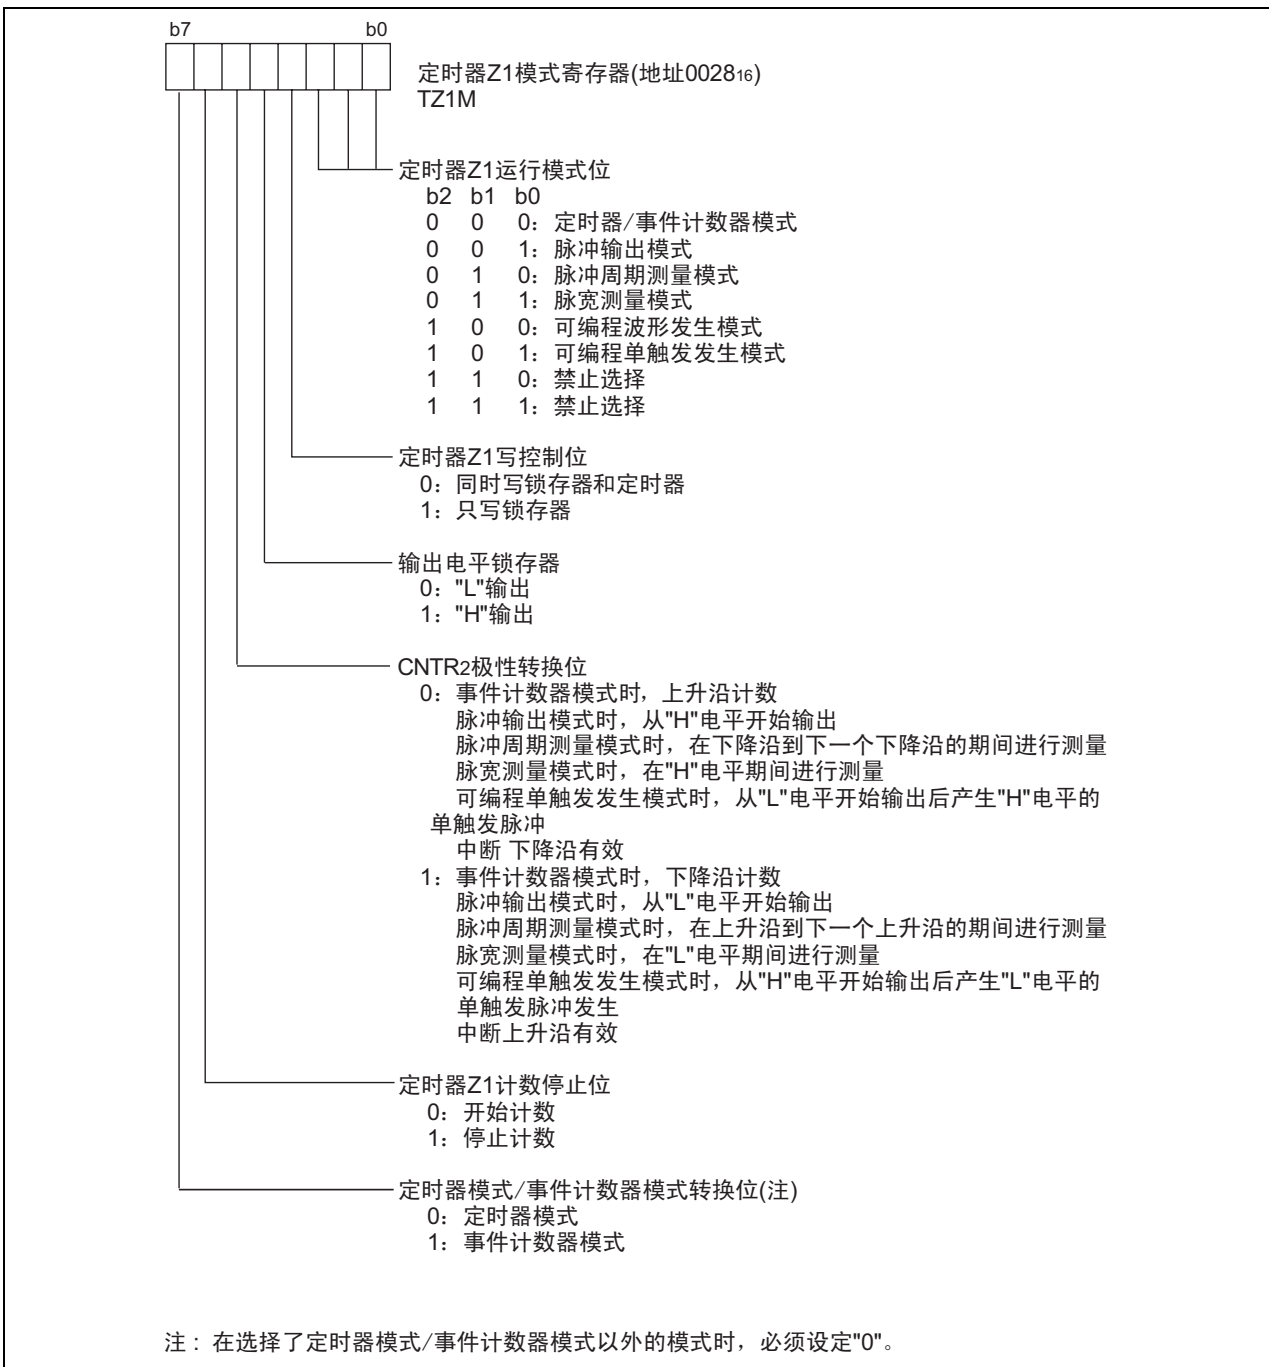 b7 b0
定时器Z1模式寄存器(地址0028₁₆)
TZ1M
定时器Z1运行模式位
b2 b1 b0
0 0 0：定时器/事件计数器模式
0 0 1：脉冲输出模式
0 1 0：脉冲周期测量模式
0 1 1：脉宽测量模式
1 0 0：可编程波形发生模式
1 0 1：可编程单触发发生模式
1 1 0：禁止选择
1 1 1：禁止选择
定时器Z1写控制位
0：同时写锁存器和定时器
1：只写锁存器
输出电平锁存器
0："L"输出
1："H"输出
CNTR₂极性转换位
0：事件计数器模式时，上升沿计数
脉冲输出模式时，从"H"电平开始输出
脉冲周期测量模式时，在下降沿到下一个下降沿的期间进行测量
脉宽测量模式时，在"H"电平期间进行测量
可编程单触发发生模式时，从"L"电平开始输出后产生"H"电平的
单触发脉冲
中断 下降沿有效
1：事件计数器模式时，下降沿计数
脉冲输出模式时，从"L"电平开始输出
脉冲周期测量模式时，在上升沿到下一个上升沿的期间进行测量
脉宽测量模式时，在"L"电平期间进行测量
可编程单触发发生模式时，从"H"电平开始输出后产生"L"电平的
单触发脉冲发生
中断上升沿有效
定时器Z1计数停止位
0：开始计数
1：停止计数
定时器模式/事件计数器模式转换位(注)
0：定时器模式
1：事件计数器模式
注：在选择了定时器模式/事件计数器模式以外的模式时，必须设定"0"。